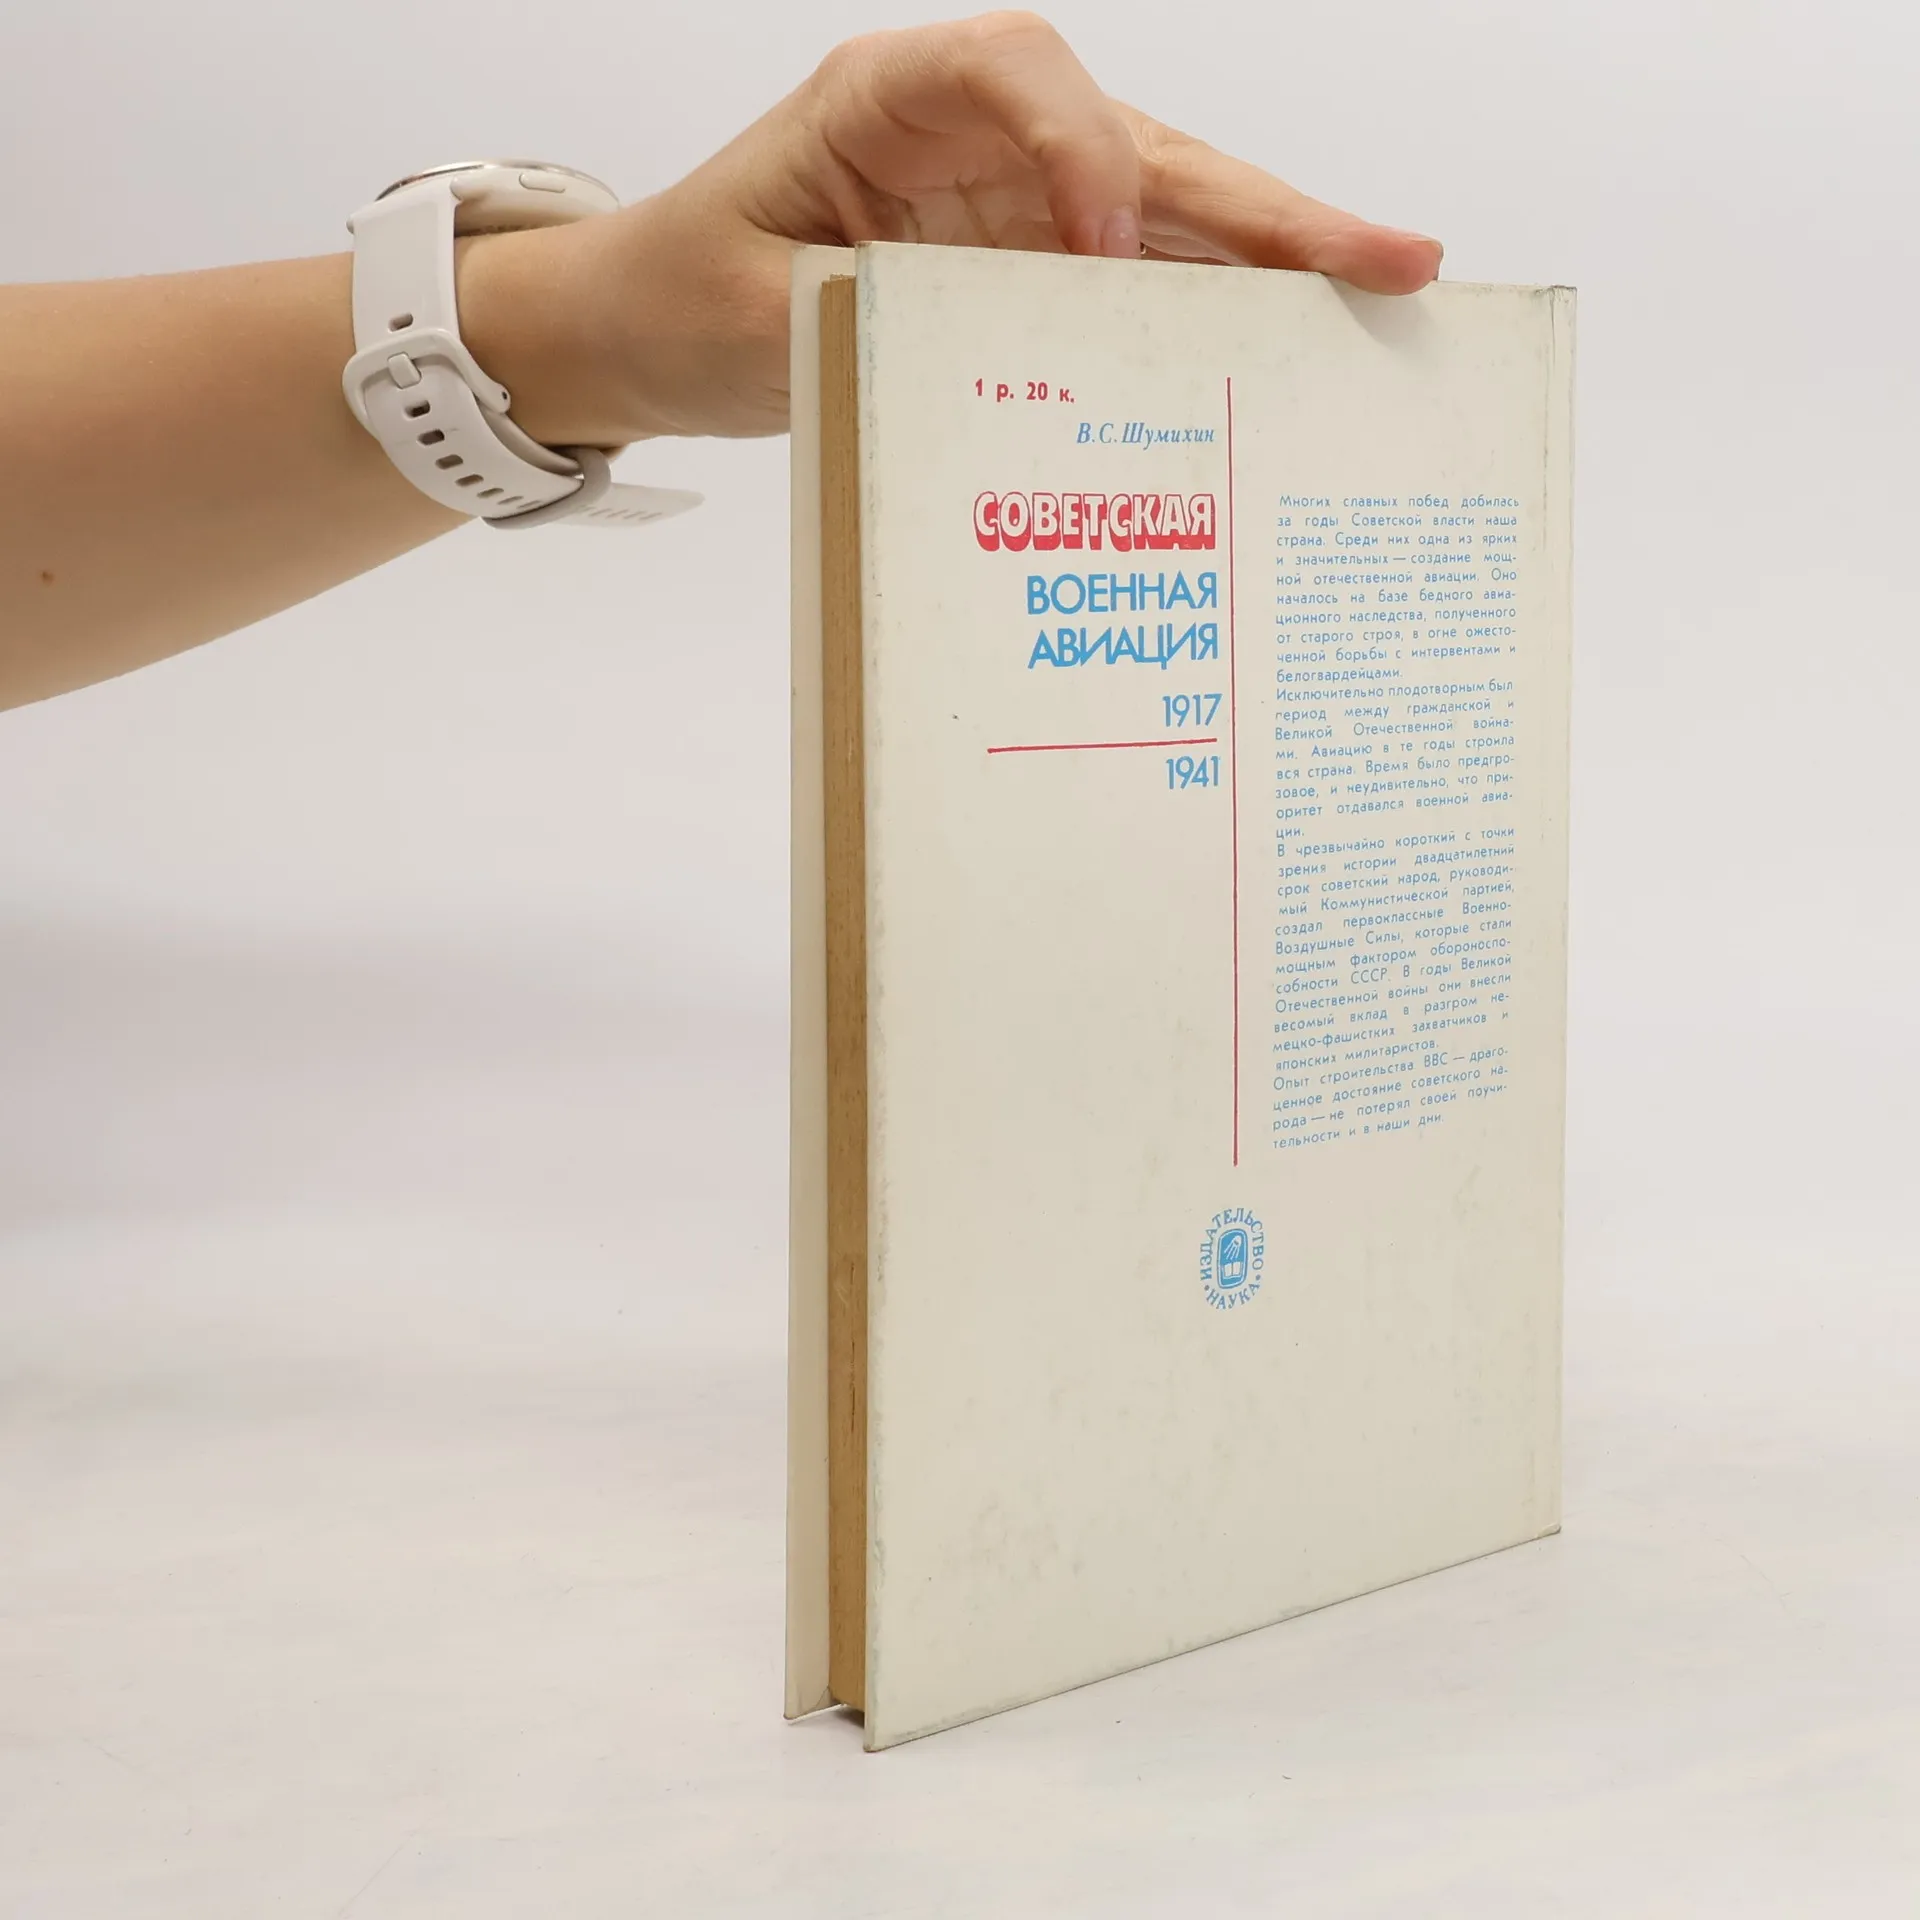 1 р. 20 к.
В.С.Шумихин
СОВЕТСКАЯ
ВОЕННАЯ
АВИАЦИЯ
1917
1941
Многих славных побед добилась
за годы Советской власти наша
страна. Среди них одна из ярких
и значительных — создание мощ-
ной отечественной авиации. Оно
началось на базе бедного авиа-
ционного наследства, полученного
от старого строя, в огне ожесто-
ченной борьбы с интервентами и
белогвардейцами.
Исключительно плодотворным был
период между гражданской и
Великой Отечественной война-
ми. Авиацию в те годы строила
вся страна. Время было предгро-
зовое, и неудивительно, что при-
оритет отдавался военной авиа-
ции.
В чрезвычайно короткий с точки
зрения истории двадцатилетний
срок советский народ, руководи-
мый Коммунистической партией,
создал первоклассные Военно-
Воздушные Силы, которые стали
мощным фактором обороноспо-
собности СССР. В годы Великой
Отечественной войны они внесли
весомый вклад в разгром не-
мецко-фашистких захватчиков и
японских милитаристов.
Опыт строительства ВВС — драго-
ценное достояние советского на-
рода — не потерял своей поучи-
тельности и в наши дни.
ИЗДАТЕЛЬСТВО
• НАУКА •